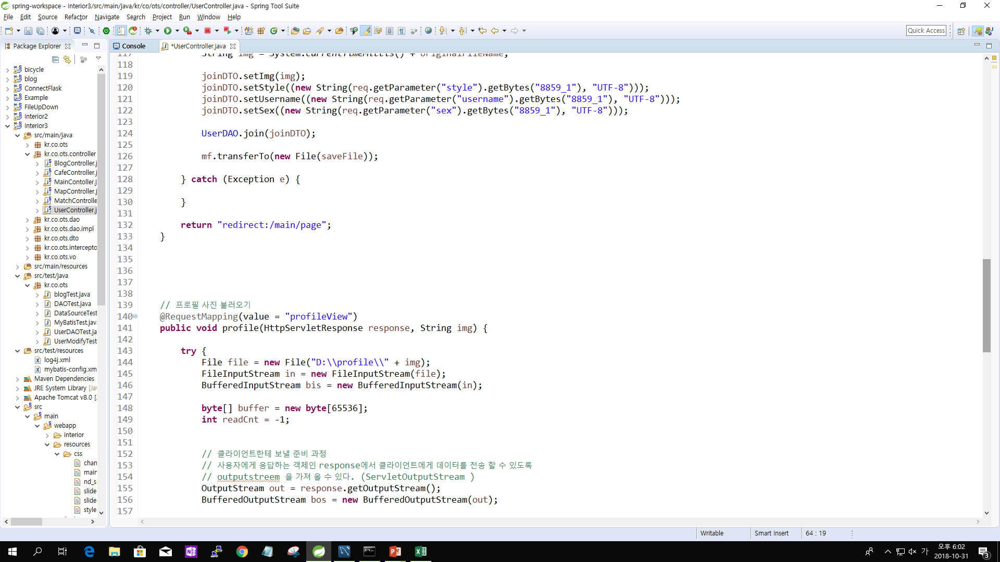 spring-workspace - Interior3/src/main/java/kr/co/ots/controller/UserController.java - Spring Tool Suite
File Edit Source Refactor Navigate Search Project Run Window Help
Quick Access
Package Explorer
Console
*UserController.java
bicycle
blog
ConnectFlask
Example
FileUpDown
Interior2
Interior3
src/main/java
kr.co.ots
kr.co.ots.controller
BlogController.j
CafeController.j
MainContoller.j
MapController.j
MatchControlle
UserController.j
kr.co.ots.dao
kr.co.ots.dao.impl
kr.co.ots.dto
kr.co.ots.intercepto
kr.co.ots.vo
src/main/resources
src/test/java
kr.co.ots
blogTest.java
DAOTest.java
DataSourceTest
MyBatisTest.jav
UserDAOTest.ja
UserModifyTest
src/test/resources
log4j.xml
mybatis-config.xm
Maven Dependencies
JRE System Library [Ja
Apache Tomcat v8.0 [
src
main
webapp
interior
resources
css
chan
main
nd_s
slide
slide
style
117 String img = System.currentTimeMillis() + originalFileName;
118
119 joinDTO.setImg(img);
120 joinDTO.setStyle((new String(req.getParameter("style").getBytes("8859_1"), "UTF-8")));
121 joinDTO.setUsername((new String(req.getParameter("username").getBytes("8859_1"), "UTF-8")));
122 joinDTO.setSex((new String(req.getParameter("sex").getBytes("8859_1"), "UTF-8")));
123
124 UserDAO.join(joinDTO);
125
126 mf.transferTo(new File(saveFile));
127
128 } catch (Exception e) {
129
130 }
131
132 return "redirect:/main/page";
133 }
134
135
136
137
138
139 // 프로필 사진 불러오기
140 @RequestMapping(value = "profileView")
141 public void profile(HttpServletResponse response, String img) {
142
143 try {
144 File file = new File("D:\\profile\\" + img);
145 FileInputStream in = new FileInputStream(file);
146 BufferedInputStream bis = new BufferedInputStream(in);
147
148 byte[] buffer = new byte[65536];
149 int readCnt = -1;
150
151
152 // 클라이언트한테 보낼 준비 과정
153 // 사용자에게 응답하는 객체인 response에서 클라이언트에게 데이터를 전송 할 수 있도록
154 // outputstreem 을 가져 올 수 있다. (ServletOutputStream )
155 OutputStream out = response.getOutputStream();
156 BufferedOutputStream bos = new BufferedOutputStream(out);
157
Writable
Smart Insert
64 : 19
가
오후 6:02
2018-10-31
3